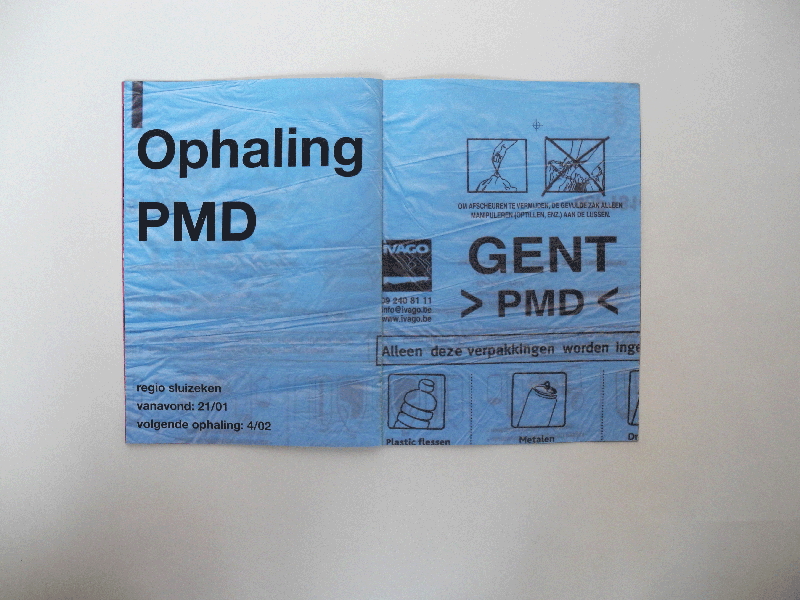 Ophaling
PMD
regio sluizeken
vanavond: 21/01
volgende ophaling: 4/02
OM AFSCHEUREN TE VERMIJDEN, DE GEVULDE ZAK ALLEEN
MANIPULEREN (OPTILLEN, ENZ.) AAN DE LUSSEN.
IVAGO
09 240 81 11
info@ivago.be
www.ivago.be
GENT
> PMD <
Alleen deze verpakkingen worden inge
Plastic flessen
Metalen
Dr